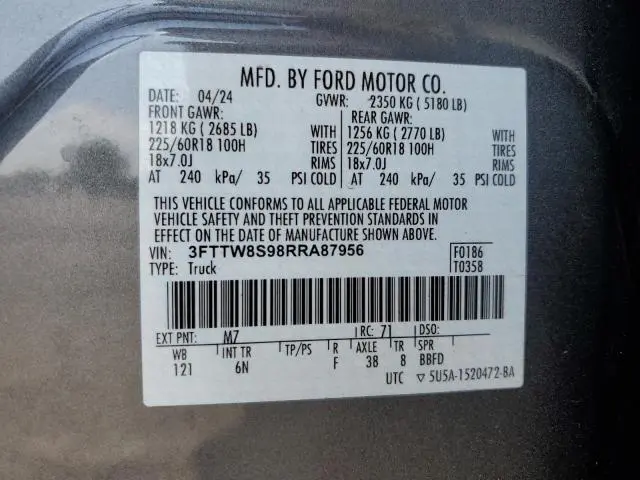 MFD. BY FORD MOTOR CO.
DATE: 04/24 GVWR: 2350 KG ( 5180 LB)
FRONT GAWR: REAR GAWR:
1218 KG ( 2685 LB) WITH 1256 KG ( 2770 LB) WITH
225/60R18 100H TIRES 225/60R18 100H TIRES
18x7.0J RIMS 18x7.0J RIMS
AT 240 kPa/ 35 PSI COLD AT 240 kPa/ 35 PSI COLD
THIS VEHICLE CONFORMS TO ALL APPLICABLE FEDERAL MOTOR
VEHICLE SAFETY AND THEFT PREVENTION STANDARDS IN
EFFECT ON THE DATE OF MANUFACTURE SHOWN ABOVE.
VIN: 3FTTW8S98RRA87956 F0186
TYPE: Truck T0358
EXT PNT: M7 RC: 71 DSO:
WB INT TR TP/PS R AXLE TR SPR
121 6N F 38 8 BBFD
UTC ▽ 5U5A-1520472-BA